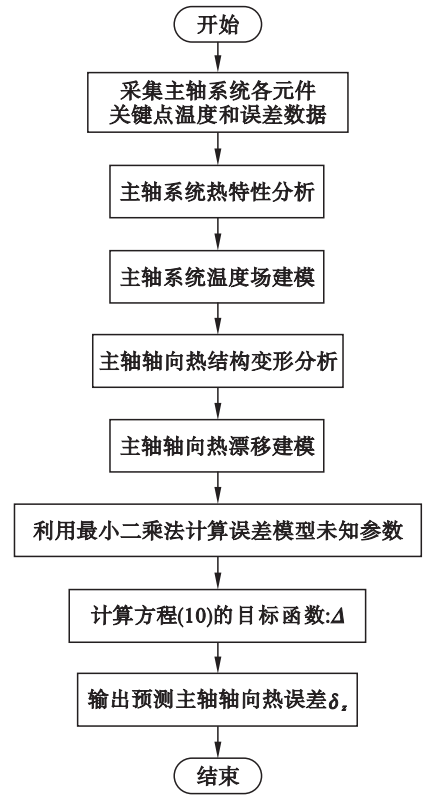 开始
采集主轴系统各元件
关键点温度和误差数据
主轴系统热特性分析
主轴系统温度场建模
主轴轴向热结构变形分析
主轴轴向热漂移建模
利用最小二乘法计算误差模型未知参数
计算方程(10)的目标函数:Δ
输出预测主轴轴向热误差δz
结束